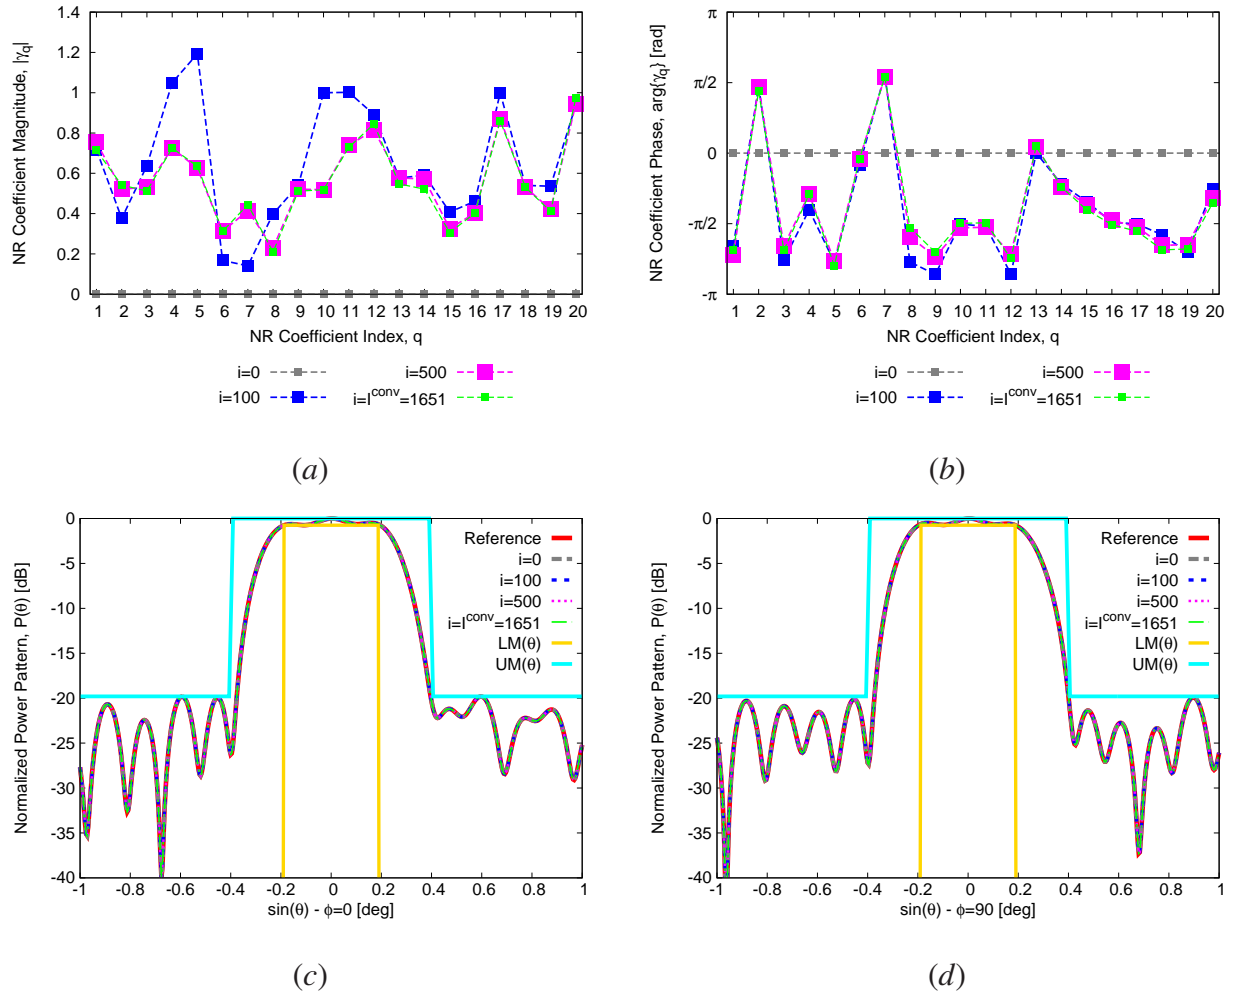 1.4
1.2
1
0.8
0.6
0.4
0.2
0
NR Coefficient Magnitude, |γq|
1 2 3 4 5 6 7 8 9 10 11 12 13 14 15 16 17 18 19 20
NR Coefficient Index, q
i=0
i=100
i=500
i=I^conv=1651
(a)
π
π/2
0
-π/2
-π
NR Coefficient Phase, arg{γq} [rad]
1 2 3 4 5 6 7 8 9 10 11 12 13 14 15 16 17 18 19 20
NR Coefficient Index, q
i=0
i=100
i=500
i=I^conv=1651
(b)
0
-5
-10
-15
-20
-25
-30
-35
-40
Normalized Power Pattern, P(θ) [dB]
-1 -0.8 -0.6 -0.4 -0.2 0 0.2 0.4 0.6 0.8 1
sin(θ) - ϕ=0 [deg]
Reference
i=0
i=100
i=500
i=I^conv=1651
LM(θ)
UM(θ)
(c)
0
-5
-10
-15
-20
-25
-30
-35
-40
Normalized Power Pattern, P(θ) [dB]
-1 -0.8 -0.6 -0.4 -0.2 0 0.2 0.4 0.6 0.8 1
sin(θ) - ϕ=90 [deg]
Reference
i=0
i=100
i=500
i=I^conv=1651
LM(θ)
UM(θ)
(d)